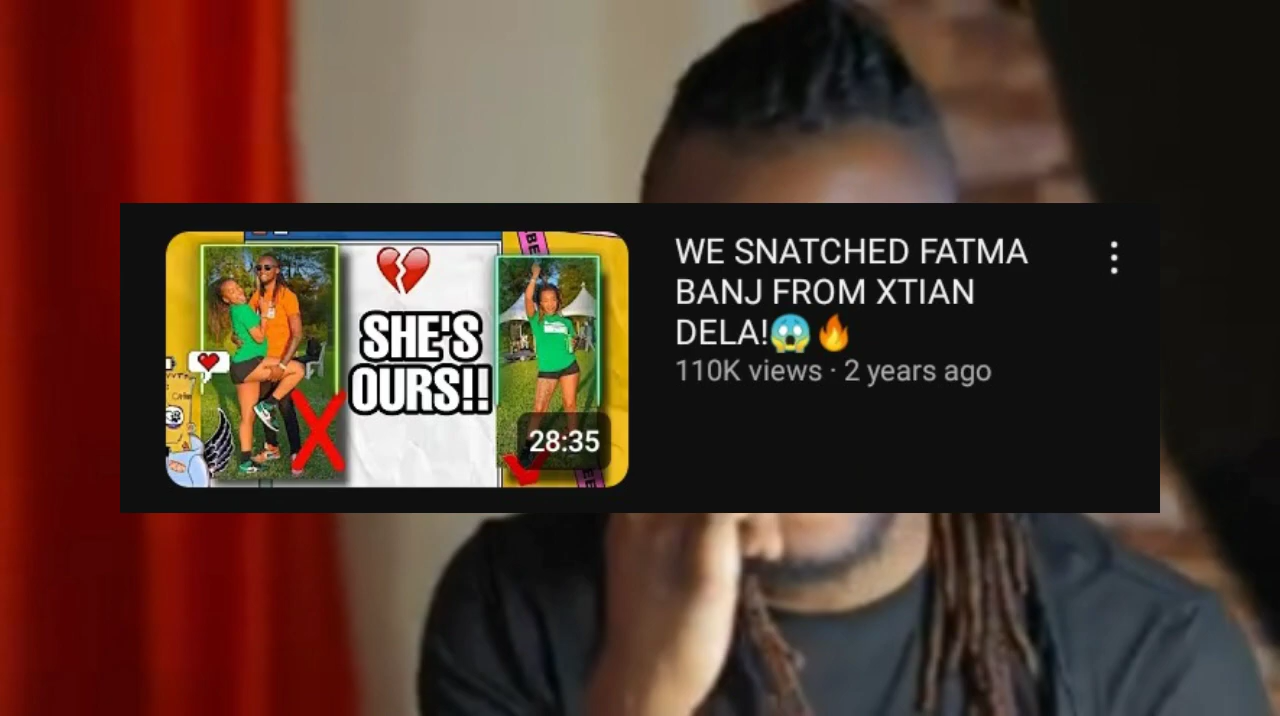 SHE'S
OURS!!
28:35
WE SNATCHED FATMA
BANJ FROM XTIAN
DELA!😱🔥
110K views · 2 years ago